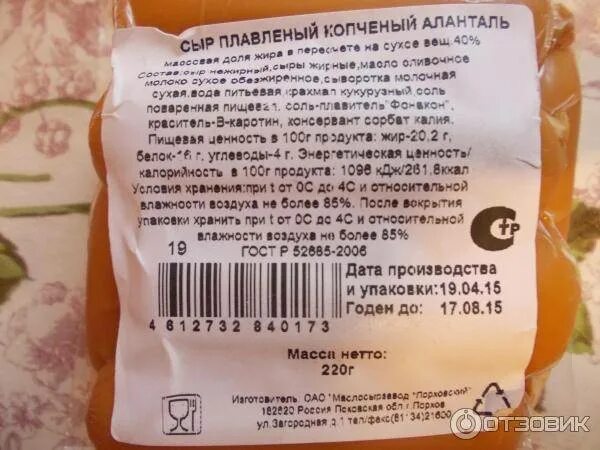 СЫР ПЛАВЛЕНЫЙ КОПЧЕНЫЙ АЛАНТАЛЬ
массовая доля жира в пересчете на сухое вещ.40%
Состав:сыр нежирный,сыры жирные,масло сливочное
молоко сухое обезжиренное,сыворотка молочная
сухая,вода питьевая,крахмал кукурузный,соль
поваренная пищевая, соль-плавитель"Фонакон",
краситель-В-каротин, консервант сорбат калия.
Пищевая ценность в 100г продукта: жир-20,2 г,
белок-16 г, углеводы-4 г. Энергетическая ценность/
калорийность в 100г продукта: 1096 кДж/261,8ккал
Условия хранения:при t от 0С до 4С и относительной
влажности воздуха не более 85%. После вскрытия
упаковки хранить при t от 0С до 4С и относительной
влажности воздуха не более 85%
19 ГОСТ Р 52685-2006
СТР
Дата производства
и упаковки:19.04.15
Годен до: 17.08.15
4 612732 840173
Масса нетто:
220г
Изготовитель: ОАО "Маслосырзавод "Порховский"
182620 Россия Псковская обл.г.Порхов
ул.Загородная д.1 тел/факс(81134)21600
ОТЗОВИК